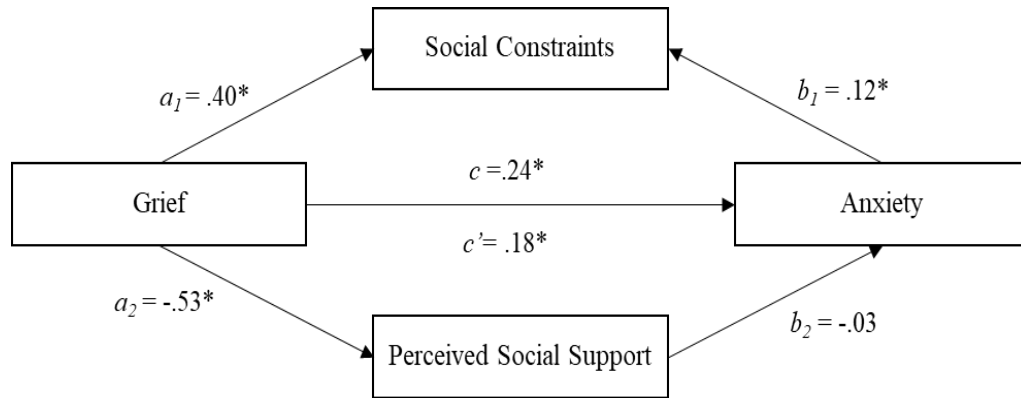 Social Constraints
a1 = .40*
b1 = .12*
c =.24*
Grief
Anxiety
c’= .18*
a2 = -.53*
b2 = -.03
Perceived Social Support